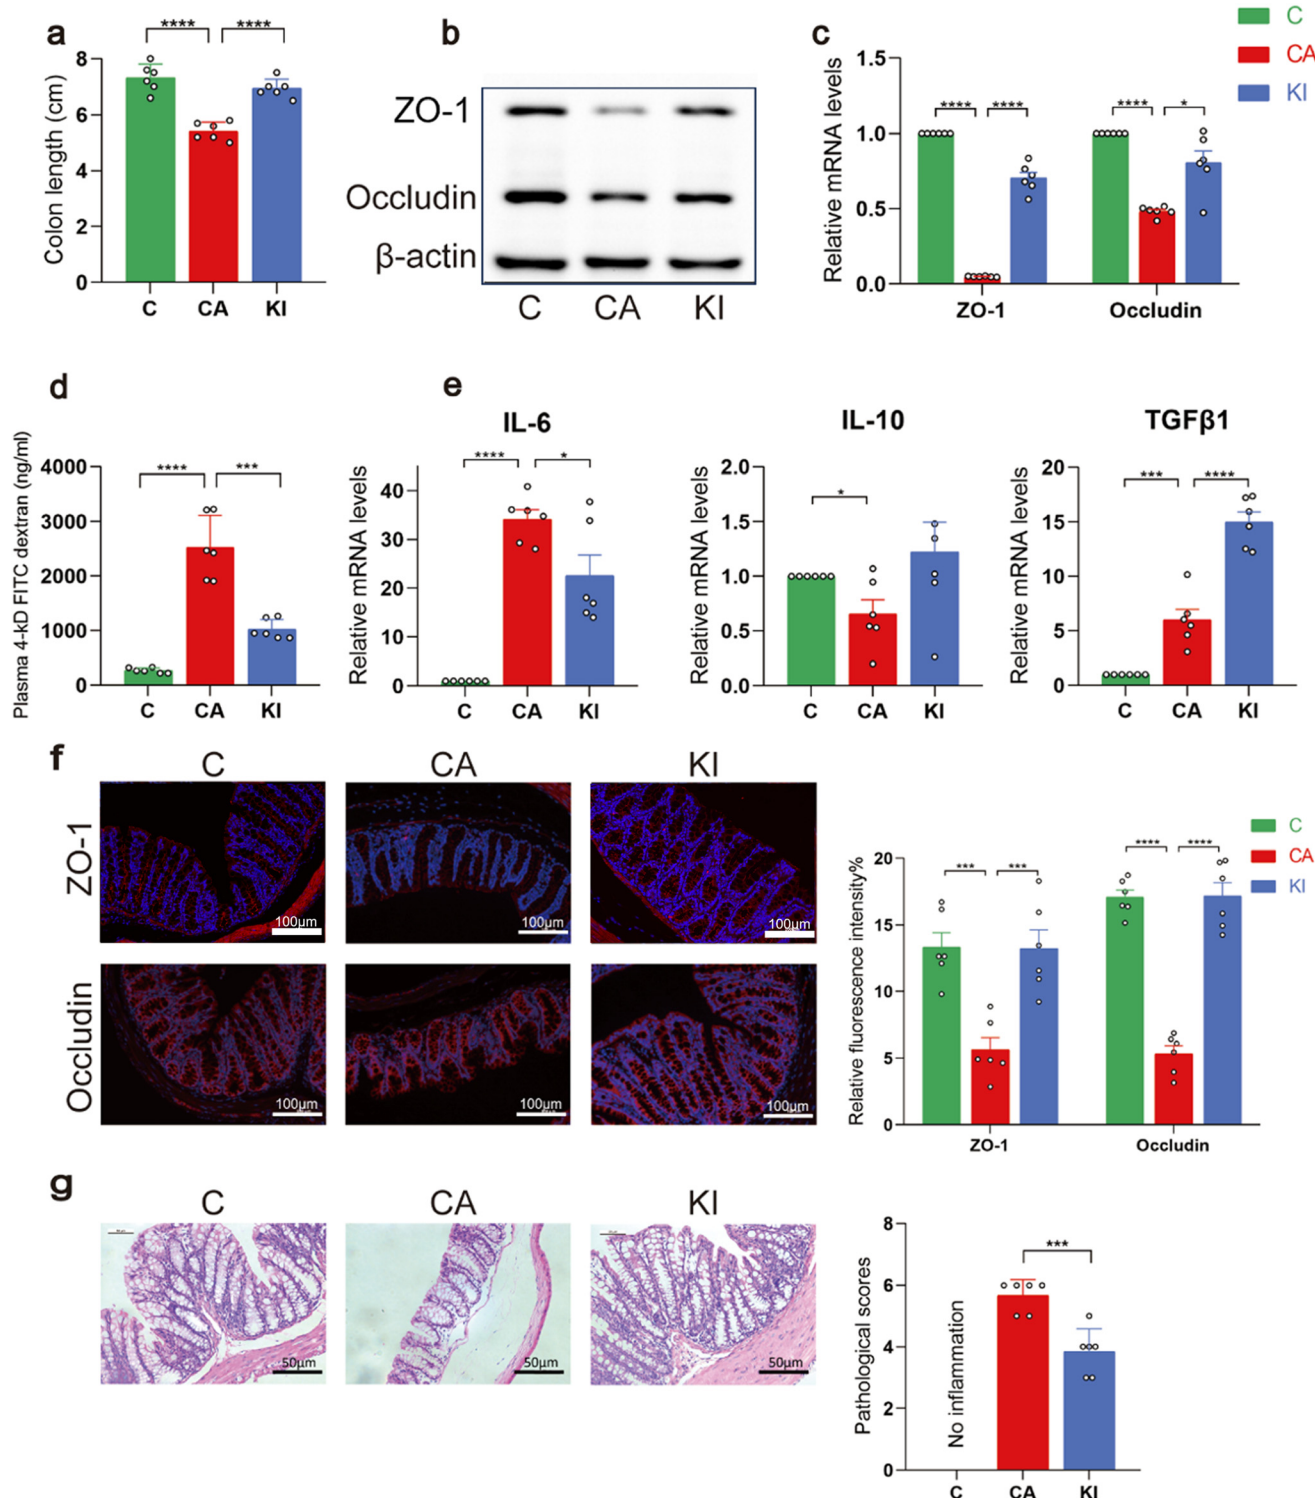 a
Colon length (cm)
**** ****
8
6
4
2
0
C CA KI
b
ZO-1
Occludin
β-actin
C CA KI
c
C
CA
KI
Relative mRNA levels
1.5
1.0
0.5
0.0
**** **** **** *
ZO-1 Occludin
d
Plasma 4-kD FITC dextran (ng/ml)
4000
3000
2000
1000
0
**** ***
C CA KI
e
IL-6
Relative mRNA levels
40
30
20
10
0
**** *
C CA KI
IL-10
Relative mRNA levels
2.0
1.5
1.0
0.5
0.0
*
C CA KI
TGFβ1
Relative mRNA levels
20
15
10
5
0
*** ****
C CA KI
f
C CA KI
ZO-1
100μm 100μm 100μm
Occludin
100μm 100μm 100μm
C
CA
KI
Relative fluorescence intensity%
20
15
10
5
0
*** *** **** ****
ZO-1 Occludin
g
C CA KI
50μm 50μm 50μm
Pathological scores
8
6
4
2
0
***
No inflammation
C CA KI